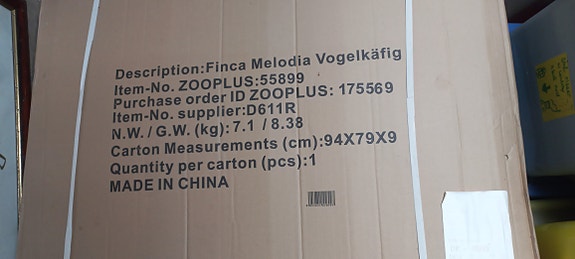 Description:Finca Melodia Vogelkäfig
Item-No. ZOOPLUS:55899
Purchase order ID ZOOPLUS: 175569
Item-No. supplier:D611R
N.W. / G.W. (kg):7.1 / 8.38
Carton Measurements (cm):94X79X9
Quantity per carton (pcs):1
MADE IN CHINA